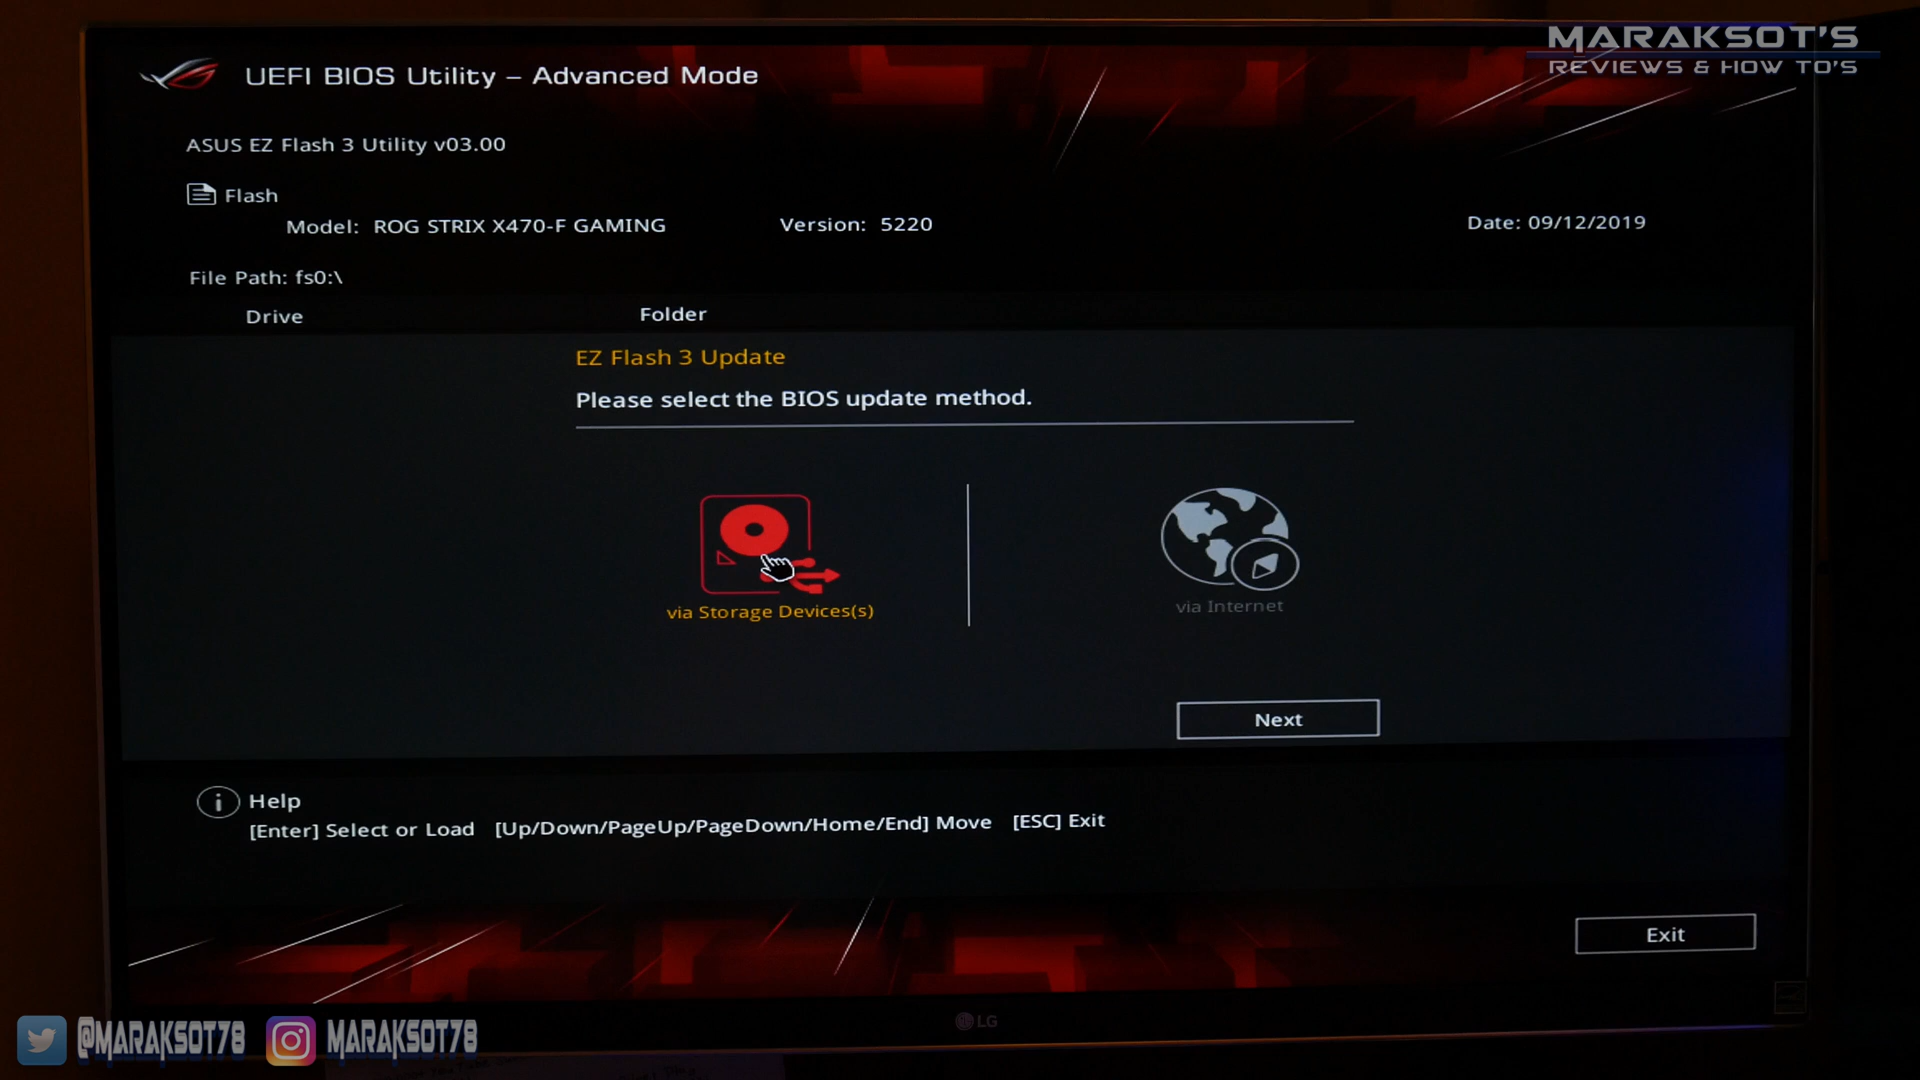 MARAKSOT'S
REVIEWS & HOW TO'S
UEFI BIOS Utility – Advanced Mode
ASUS EZ Flash 3 Utility v03.00
Flash
Model: ROG STRIX X470-F GAMING
Version: 5220
Date: 09/12/2019
File Path: fs0:\
Drive
Folder
EZ Flash 3 Update
Please select the BIOS update method.
via Storage Devices(s)
via Internet
Next
Help
[Enter] Select or Load [Up/Down/PageUp/PageDown/Home/End] Move [ESC] Exit
Exit
LG
@MARAKSOT78
MARAKSOT78